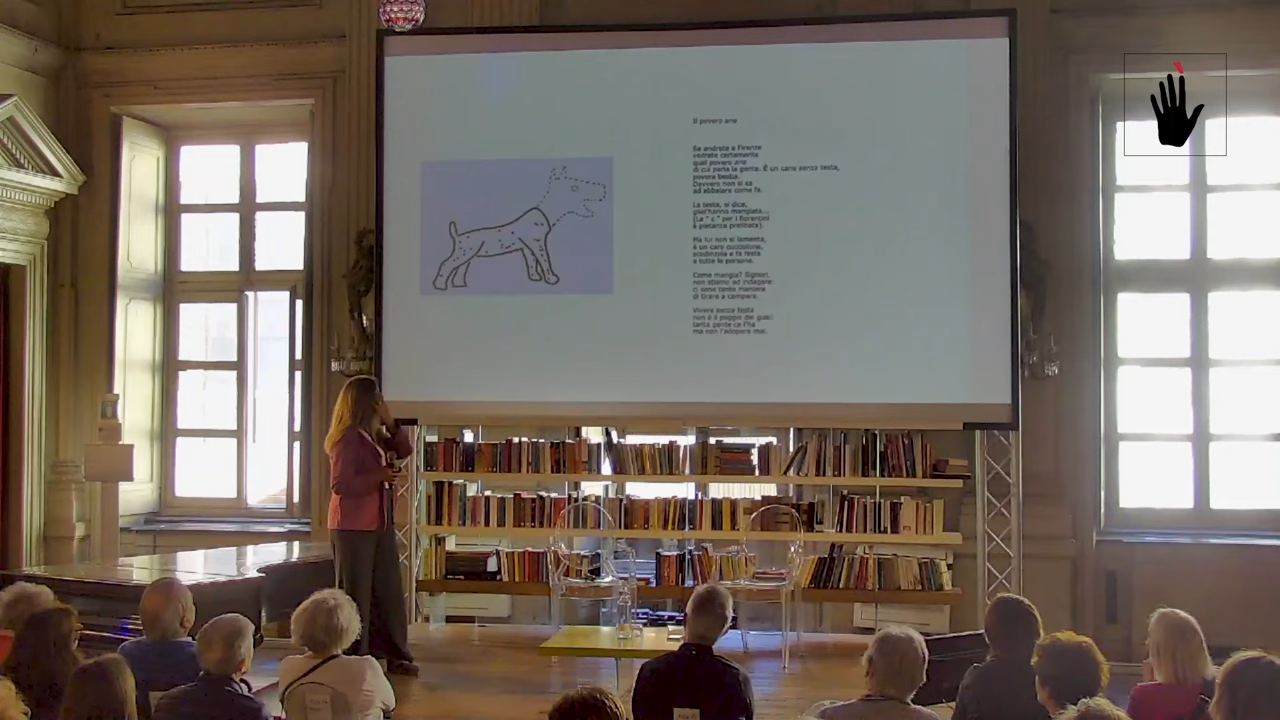 Il povero ane
Se andrete a Firenze
vedrete certamente
quel povero ane
di cui parla la gente. È un cane senza testa,
povera bestia.
Davvero non si sa
ad abbaiare come fa.
La testa, si dice,
gliel'hanno mangiata...
(La " c " per i fiorentini
è pietanza prelibata).
Ma lui non si lamenta,
è un caro cucciolone,
scodinzola e fa festa
a tutte le persone.
Come mangia? Signori,
non stiamo ad indagare:
ci sono tante maniere
di tirare a campare.
Vivere senza testa
non è il peggio dei guai:
tanta gente ce l'ha
ma non l'adopera mai.